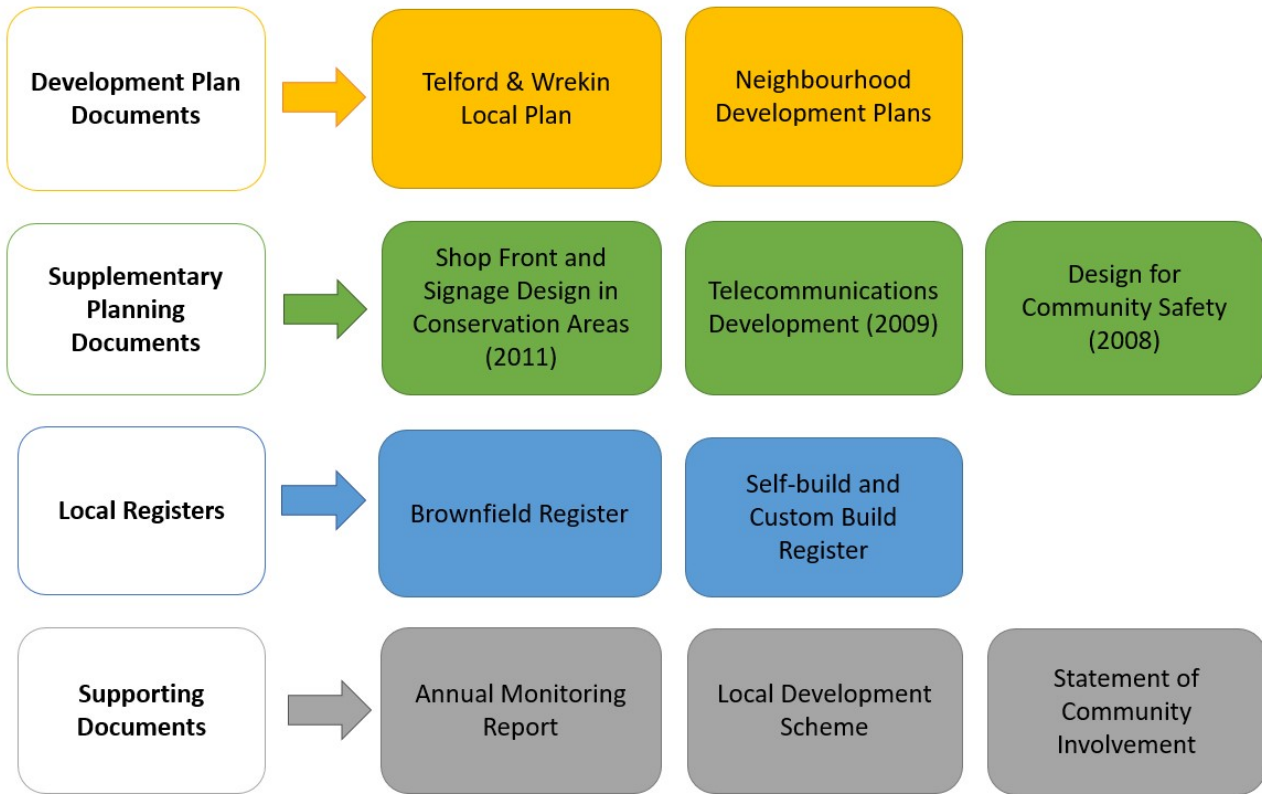 Development Plan
Documents
Telford & Wrekin
Local Plan
Neighbourhood
Development Plans
Supplementary
Planning
Documents
Shop Front and
Signage Design in
Conservation Areas
(2011)
Telecommunications
Development (2009)
Design for
Community Safety
(2008)
Local Registers
Brownfield Register
Self-build and
Custom Build
Register
Supporting
Documents
Annual Monitoring
Report
Local Development
Scheme
Statement of
Community
Involvement